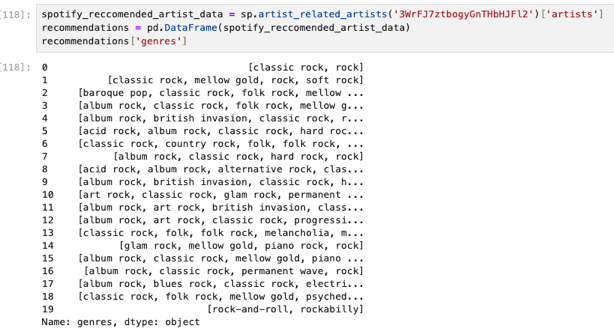 [118]: spotify_reccomended_artist_data = sp.artist_related_artists('3WrFJ7ztbogyGnTHbHJFl2')['artists']
recommendations = pd.DataFrame(spotify_reccomended_artist_data)
recommendations['genres']
[118]: 0 [classic rock, rock]
1 [classic rock, mellow gold, rock, soft rock]
2 [baroque pop, classic rock, folk rock, mellow ...
3 [album rock, classic rock, folk rock, mellow g...
4 [album rock, british invasion, classic rock, r...
5 [acid rock, album rock, classic rock, hard roc...
6 [classic rock, country rock, folk, folk rock, ...
7 [album rock, classic rock, hard rock, rock]
8 [acid rock, album rock, alternative rock, clas...
9 [album rock, british invasion, classic rock, h...
10 [art rock, classic rock, glam rock, permanent ...
11 [album rock, art rock, british invasion, class...
12 [album rock, art rock, classic rock, progressi...
13 [classic rock, folk, folk rock, melancholia, m...
14 [glam rock, mellow gold, piano rock, rock]
15 [album rock, classic rock, mellow gold, piano ...
16 [album rock, classic rock, permanent wave, rock]
17 [album rock, blues rock, classic rock, electri...
18 [classic rock, folk rock, mellow gold, psyched...
19 [rock-and-roll, rockabilly]
Name: genres, dtype: object